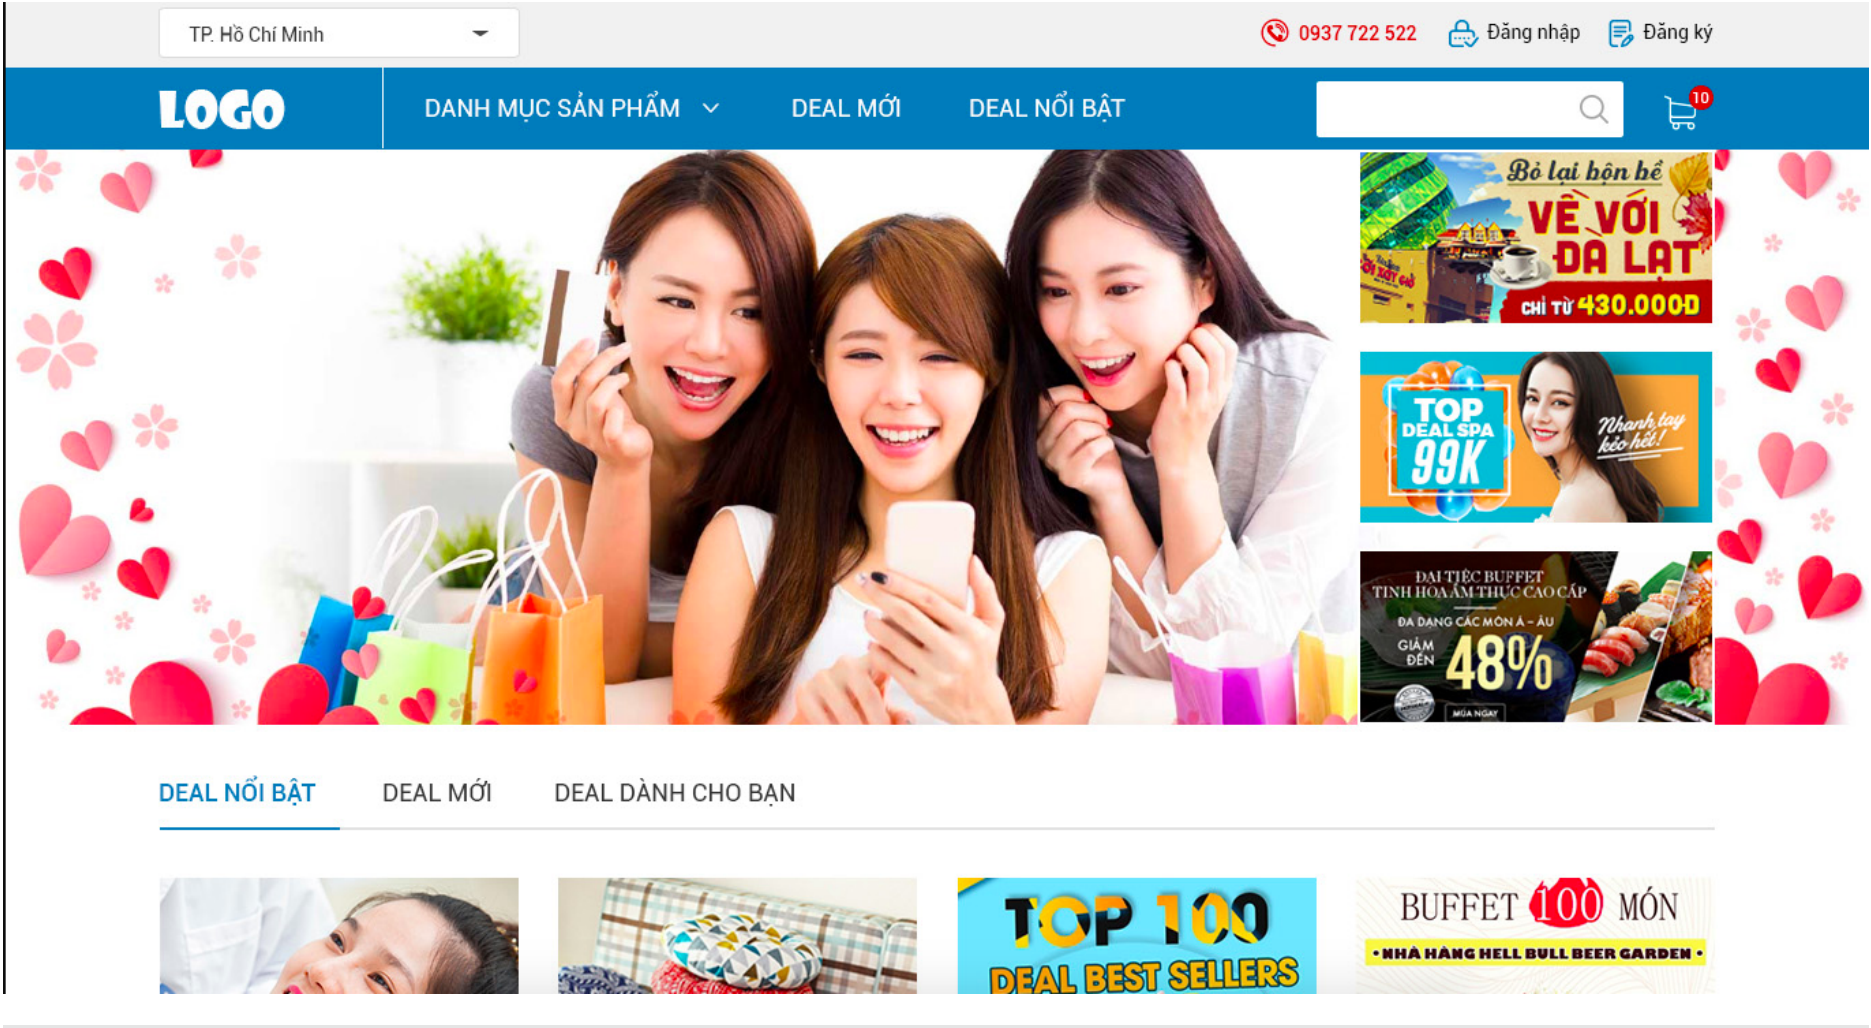 TP. Hồ Chí Minh
0937 722 522
Đăng nhập
Đăng ký
LOGO
DANH MỤC SẢN PHẨM
DEAL MỚI
DEAL NỔI BẬT
10
Bỏ lại bộn bề
VỀ VỚI
ĐÀ LẠT
CHỈ TỪ 430.000Đ
TOP
DEAL SPA
99K
Nhanh tay
kẻo hết!
ĐẠI TIỆC BUFFET
TINH HOA ẨM THỰC CAO CẤP
ĐA DẠNG CÁC MÓN Á - ÂU
GIẢM
ĐẾN
48%
MUA NGAY
DEAL NỔI BẬT
DEAL MỚI
DEAL DÀNH CHO BẠN
TOP 100
DEAL BEST SELLERS
BUFFET 100 MÓN
• NHÀ HÀNG HELL BULL BEER GARDEN •